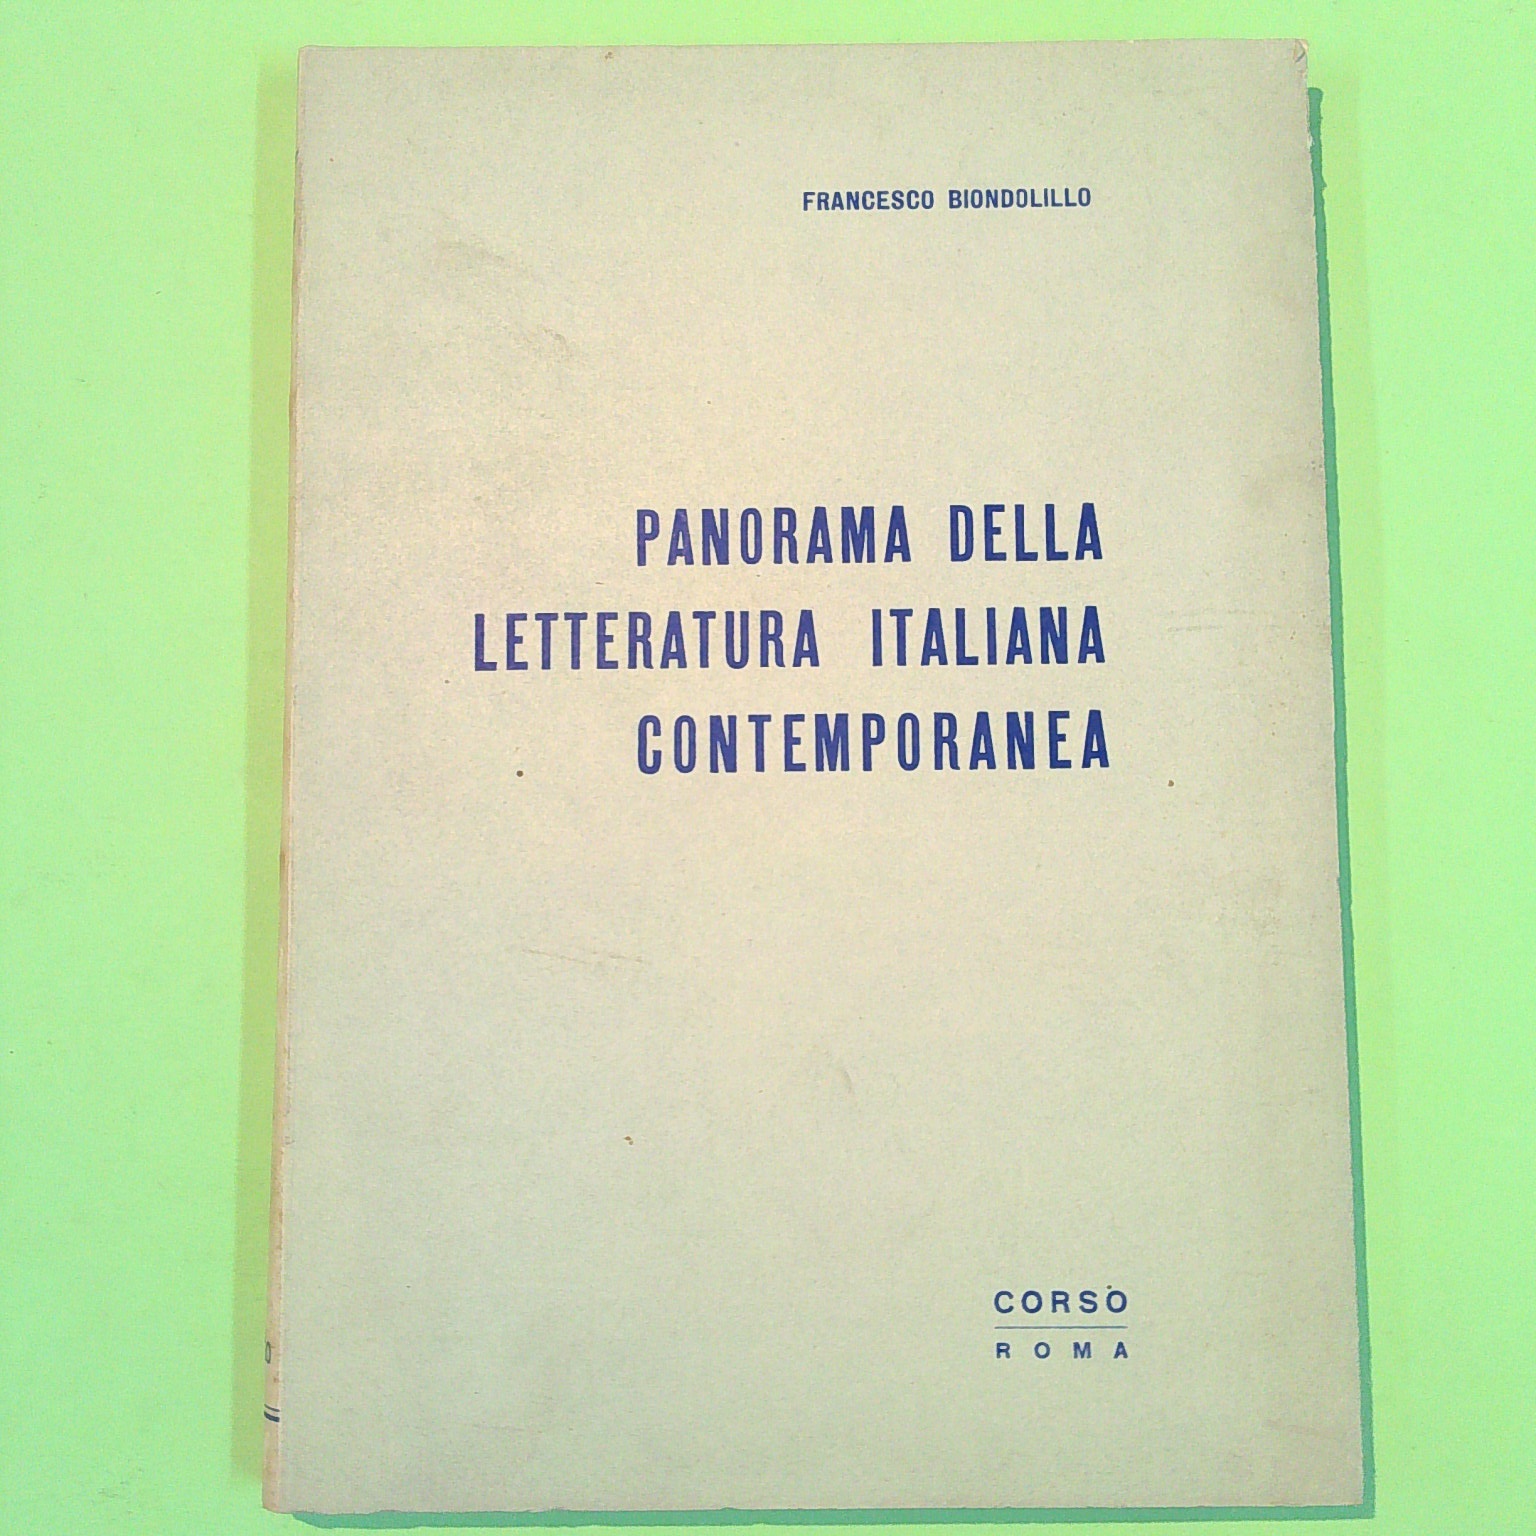 FRANCESCO BIONDOLILLO
PANORAMA DELLA
LETTERATURA ITALIANA
CONTEMPORANEA
CORSO
ROMA